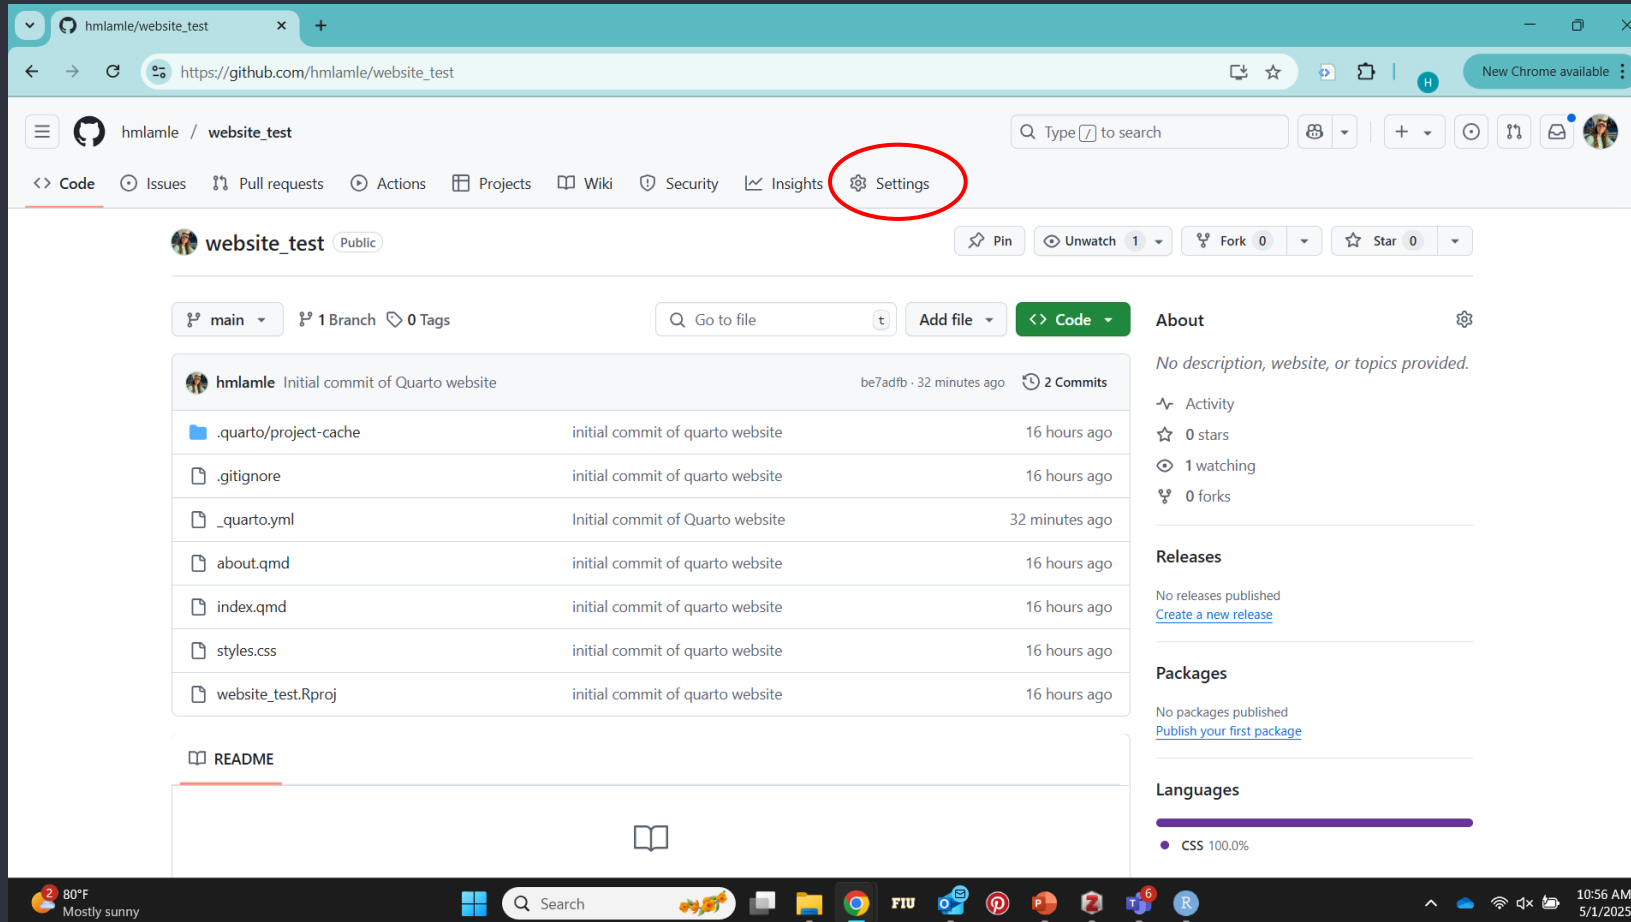 hmlamle/website_test
https://github.com/hmlamle/website_test
New Chrome available
H
hmlamle / website_test
Type / to search
Code Issues Pull requests Actions Projects Wiki Security Insights Settings
website_test Public
Pin Unwatch 1 Fork 0 Star 0
main 1 Branch 0 Tags
Go to file t Add file Code
hmlamle Initial commit of Quarto website be7adfb · 32 minutes ago 2 Commits
.quarto/project-cache initial commit of quarto website 16 hours ago
.gitignore initial commit of quarto website 16 hours ago
_quarto.yml Initial commit of Quarto website 32 minutes ago
about.qmd initial commit of quarto website 16 hours ago
index.qmd initial commit of quarto website 16 hours ago
styles.css initial commit of quarto website 16 hours ago
website_test.Rproj initial commit of quarto website 16 hours ago
README
About
No description, website, or topics provided.
Activity
0 stars
1 watching
0 forks
Releases
No releases published
Create a new release
Packages
No packages published
Publish your first package
Languages
CSS 100.0%
2
80°F
Mostly sunny
Search
FIU
6
10:56 AM
5/1/2025